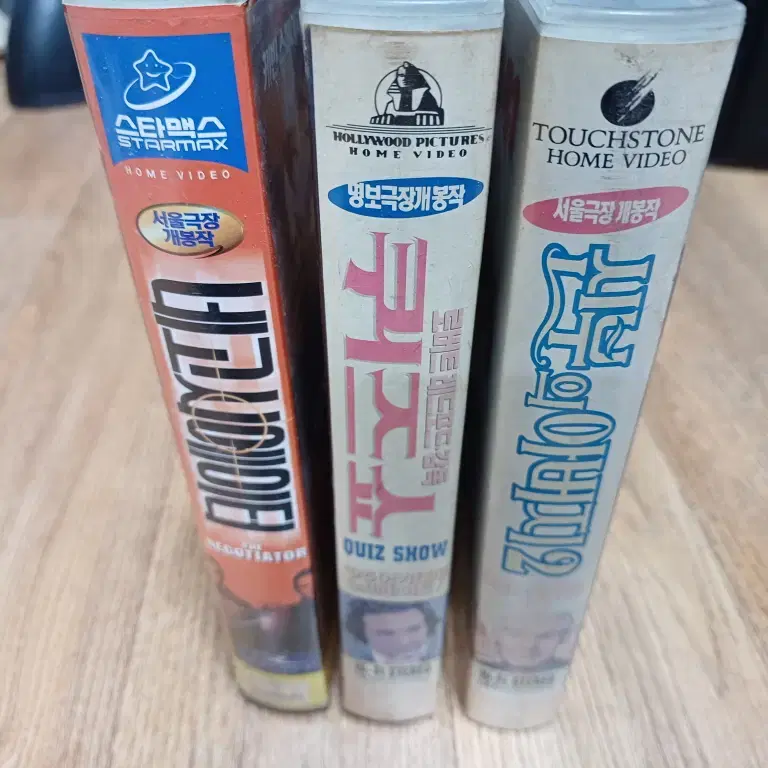 스타맥스
STARMAX
HOME VIDEO
서울극장
개봉작
네고시에이터
THE
NEGOTIATOR
HOLLYWOOD PICTURES
HOME VIDEO
명보극장개봉작
퀴즈쇼
로버트 레드포드 감독
QUIZ SHOW
TOUCHSTONE
HOME VIDEO
서울극장 개봉작
신부의 아버지2